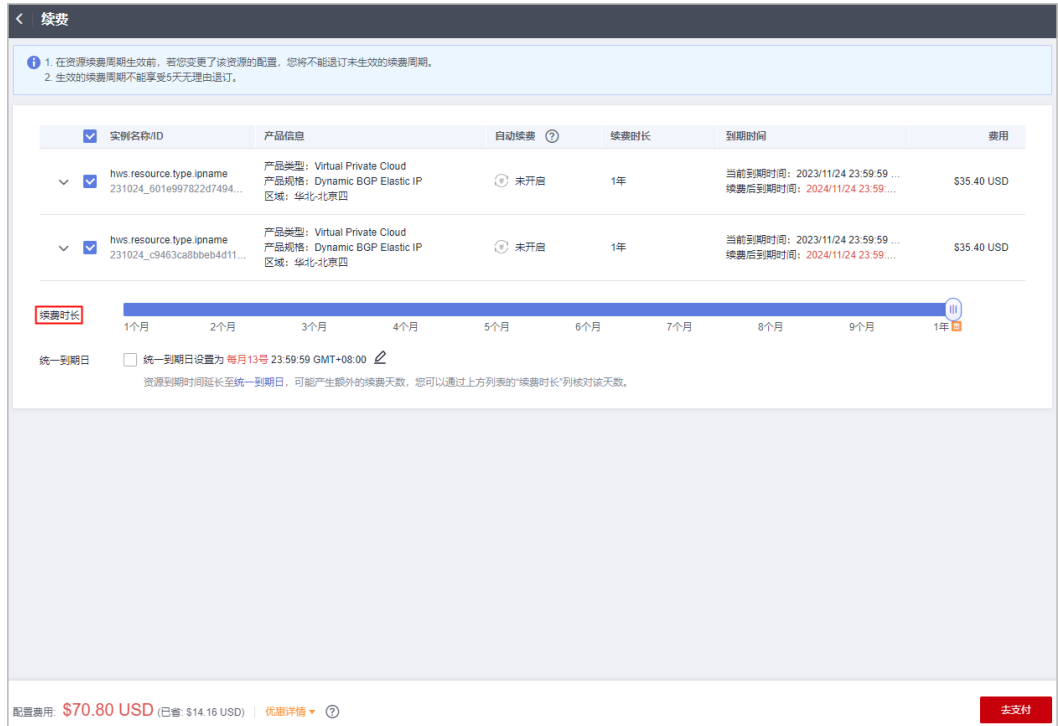 续费
1. 在资源续费周期生效前，若您变更了该资源的配置，您将不能退订未生效的续费周期。
2. 生效的续费周期不能享受5天无理由退订。
实例名称/ID 产品信息 自动续费 续费时长 到期时间 费用
hws.resource.type.ipname
231024_601e997822d7494...
产品类型：Virtual Private Cloud
产品规格：Dynamic BGP Elastic IP
区域：华北-北京四
未开启
1年
当前到期时间：2023/11/24 23:59:59 ...
续费后到期时间：2024/11/24 23:59:...
$35.40 USD
hws.resource.type.ipname
231024_c9463ca8bbeb4d11...
产品类型：Virtual Private Cloud
产品规格：Dynamic BGP Elastic IP
区域：华北-北京四
未开启
1年
当前到期时间：2023/11/24 23:59:59 ...
续费后到期时间：2024/11/24 23:59:...
$35.40 USD
续费时长
1个月 2个月 3个月 4个月 5个月 6个月 7个月 8个月 9个月 1年
统一到期日 统一到期日设置为 每月13号 23:59:59 GMT+08:00
资源到期时间延长至统一到期日，可能产生额外的续费天数，您可以通过上方列表的“续费时长”列核对该天数。
配置费用: $70.80 USD (已省: $14.16 USD) 优惠详情
去支付